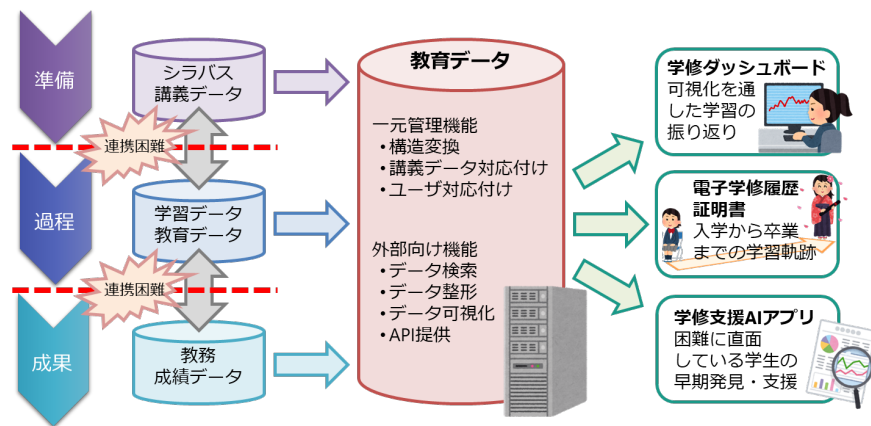 準備
シラバス
講義データ
連携困難
過程
学習データ
教育データ
連携困難
成果
教務
成績データ
教育データ
一元管理機能
•構造変換
•講義データ対応付け
•ユーザ対応付け
外部向け機能
•データ検索
•データ整形
•データ可視化
•API提供
学修ダッシュボード
可視化を通
した学習の
振り返り
電子学修履歴
証明書
入学から卒業
までの学習軌跡
学修支援AIアプリ
困難に直面
している学生の
早期発見・支援